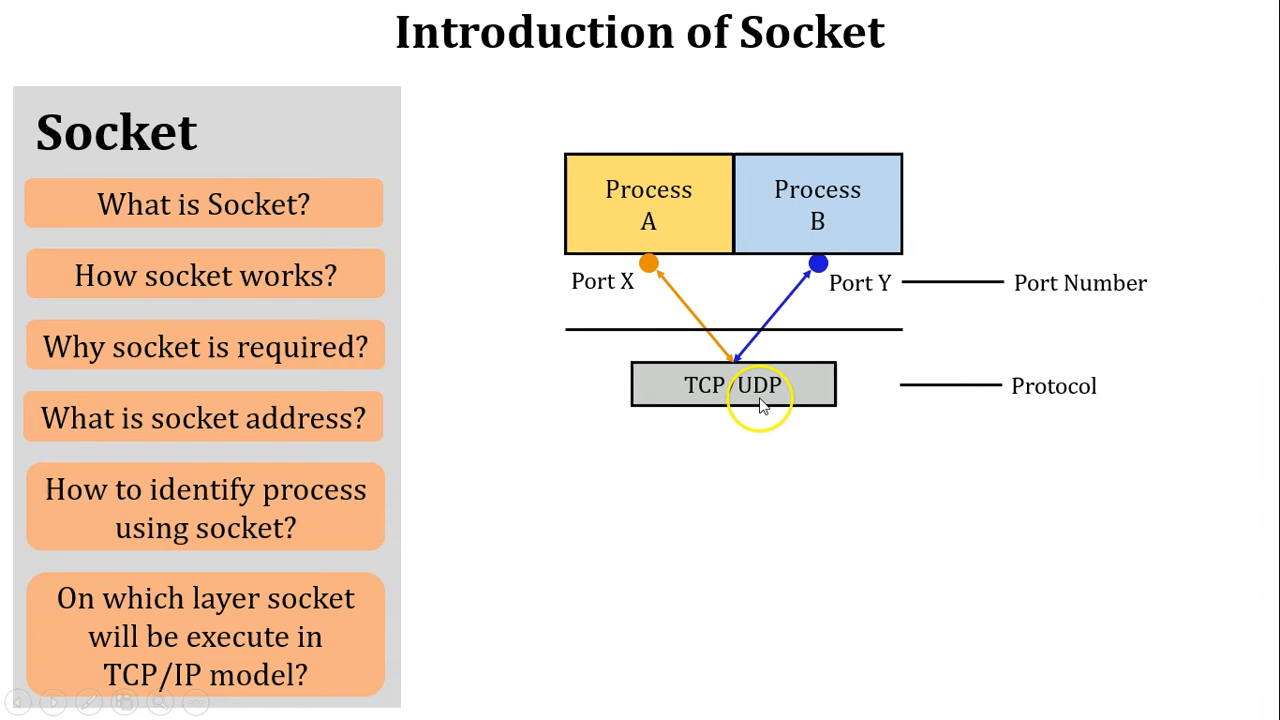 Introduction of Socket
Socket
What is Socket?
How socket works?
Why socket is required?
What is socket address?
How to identify process
using socket?
On which layer socket
will be execute in
TCP/IP model?
Process
A
Process
B
Port X
Port Y
Port Number
TCP/UDP
Protocol